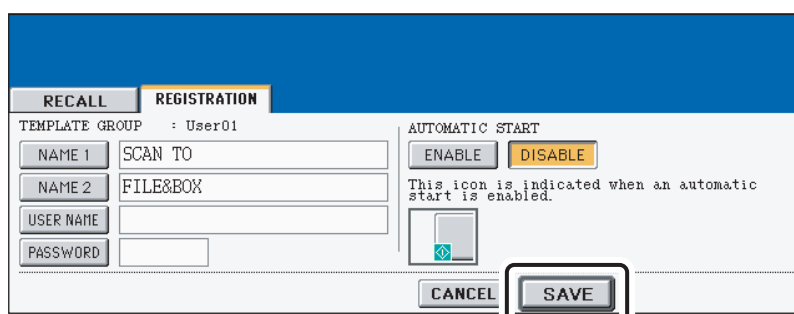 RECALL
REGISTRATION
TEMPLATE GROUP : User01
NAME 1
SCAN TO
NAME 2
FILE&BOX
USER NAME
PASSWORD
AUTOMATIC START
ENABLE
DISABLE
This icon is indicated when an automatic
start is enabled.
CANCEL
SAVE